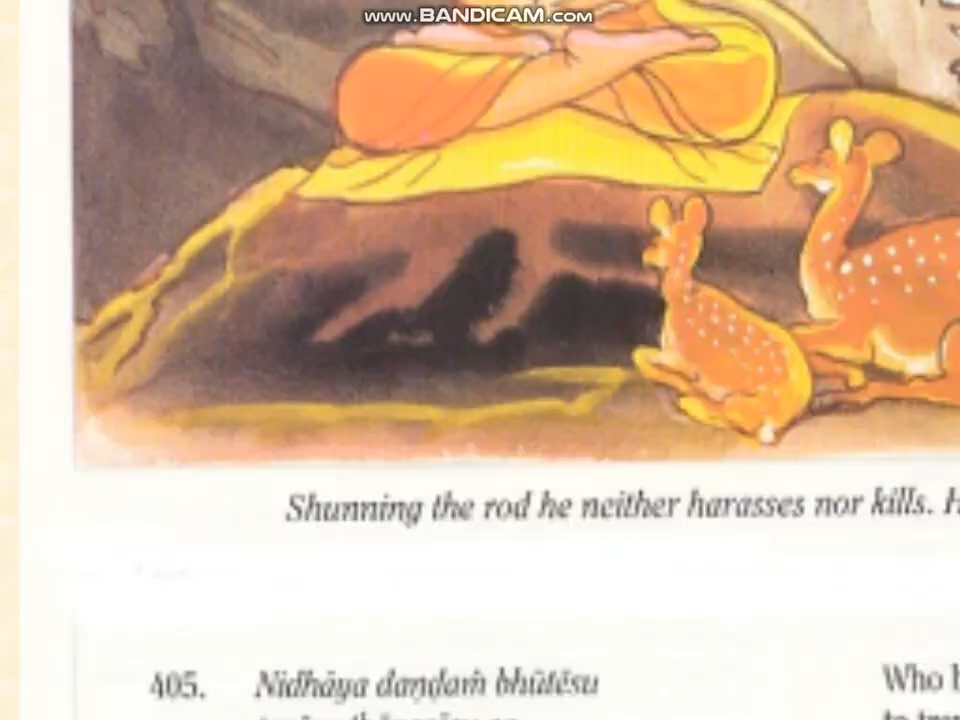 www.BANDICAM.com
Shunning the rod he neither harasses nor kills.
405. Nidhāya daṇḍaṁ bhūtēsu
Who